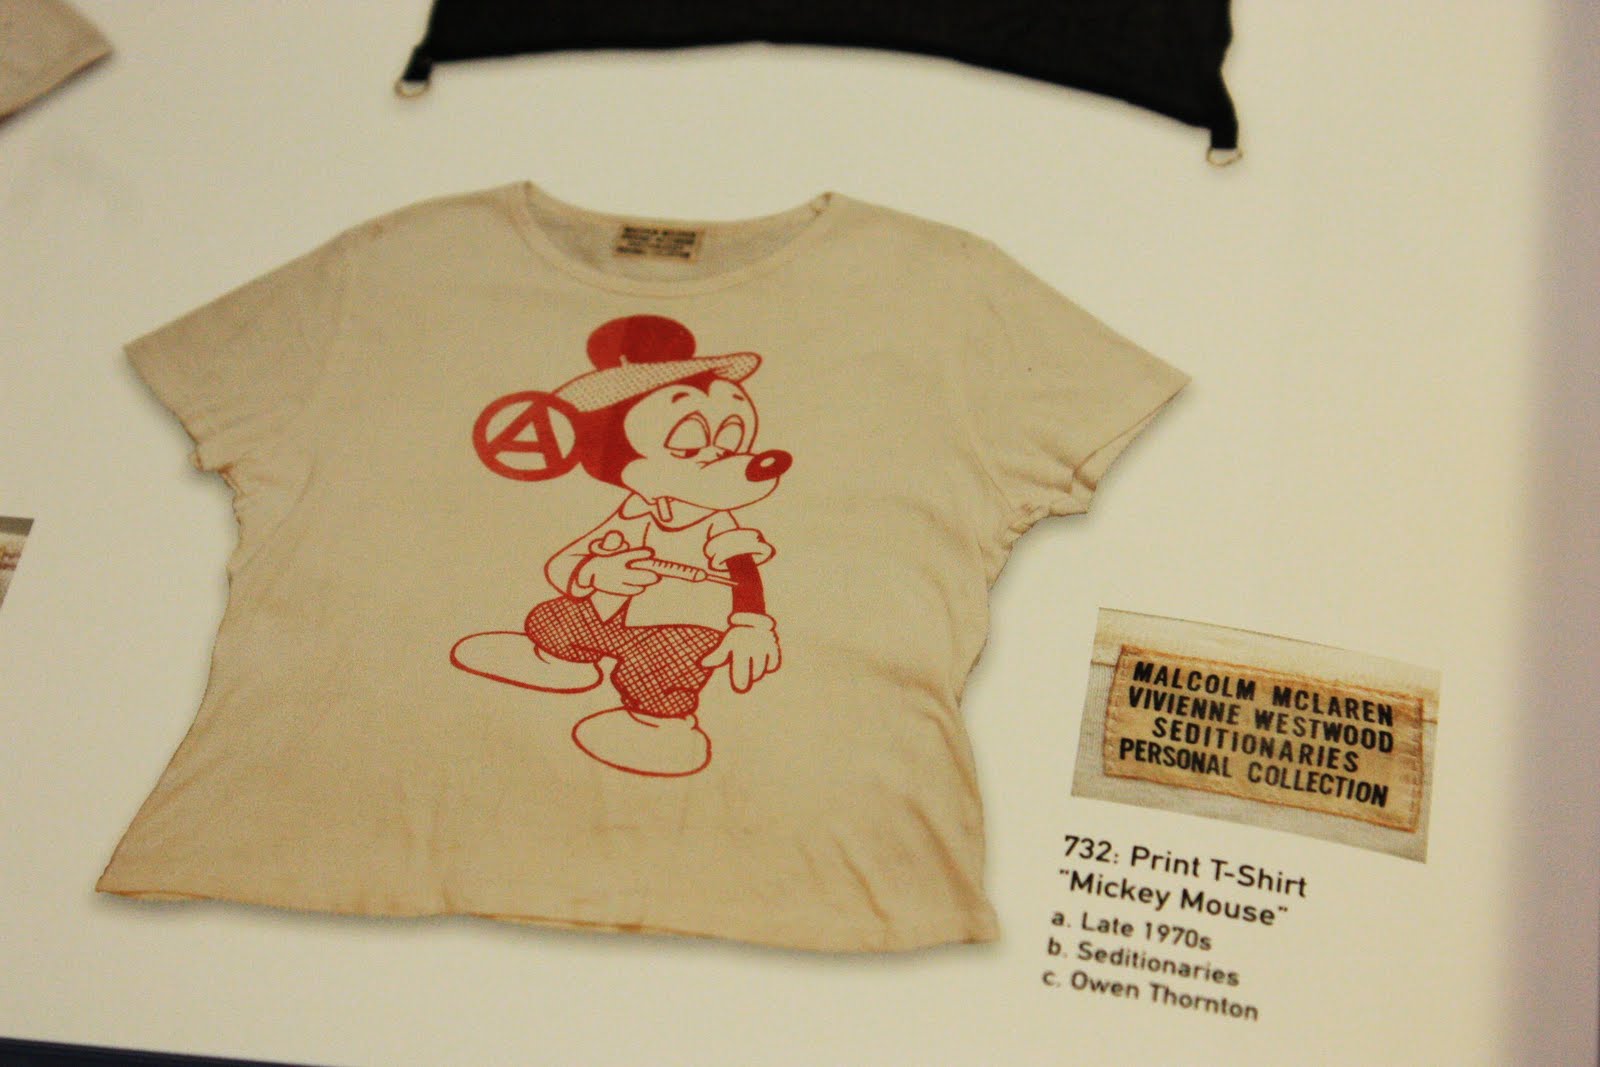 A
MALCOLM MCLAREN
VIVIENNE WESTWOOD
SEDITIONARIES
PERSONAL COLLECTION
732: Print T-Shirt
"Mickey Mouse"
a. Late 1970s
b. Seditionaries
c. Owen Thornton